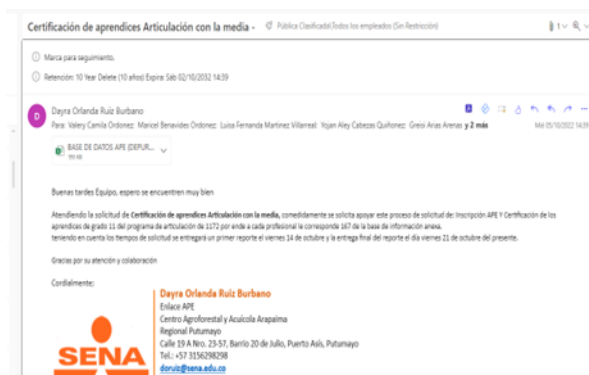 Certificación de aprendices Articulación con la media -
Pública Clasificada|Todos los empleados (Sin Restricción)
1
Marca para seguimiento.
Retención: 10 Year Delete (10 años) Expira: Sáb 02/10/2032 14:39
D
Dayra Orlanda Ruiz Burbano
Para: Valery Camila Ordonez; Maricel Benavides Ordonez; Luisa Fernanda Martinez Villarreal; Yojan Aley Cabezas Quiñonez; Greisi Arias Arenas y 2 más
Mié 05/10/2022 14:39
BASE DE DATOS APE (DEPUR...
Buenas tardes Equipo, espero se encuentren muy bien
Atendiendo la solicitud de Certificación de aprendices Articulación con la media, comedidamente se solicita apoyar este proceso de solicitud de: Inscripción APE Y Certificación de los
aprendices de grado 11 del programa de articulación de 1172 por ende a cada profesional le corresponde 167 de la base de información anexa.
teniendo en cuenta los tiempos de solicitud se entregará un primer reporte el viernes 14 de octubre y la entrega final del reporte el día viernes 21 de octubre del presente.
Gracias por su atención y colaboración
Cordialmente;
Dayra Orlanda Ruiz Burbano
Enlace APE
Centro Agroforestal y Acuícola Arapaima
Regional Putumayo
Calle 19 A Nro. 23-57, Barrio 20 de Julio, Puerto Asís, Putumayo
Tel.: +57 3156298298
doruiz@sena.edu.co
SENA